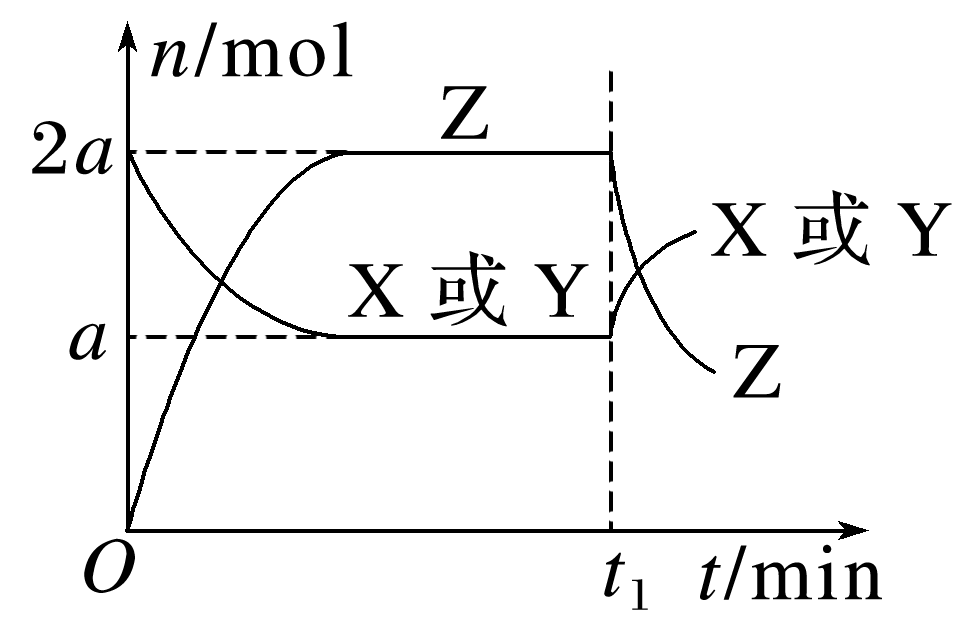 n/mol
Z
2a
X 或 Y
X 或 Y
a
Z
O
t₁
t/min